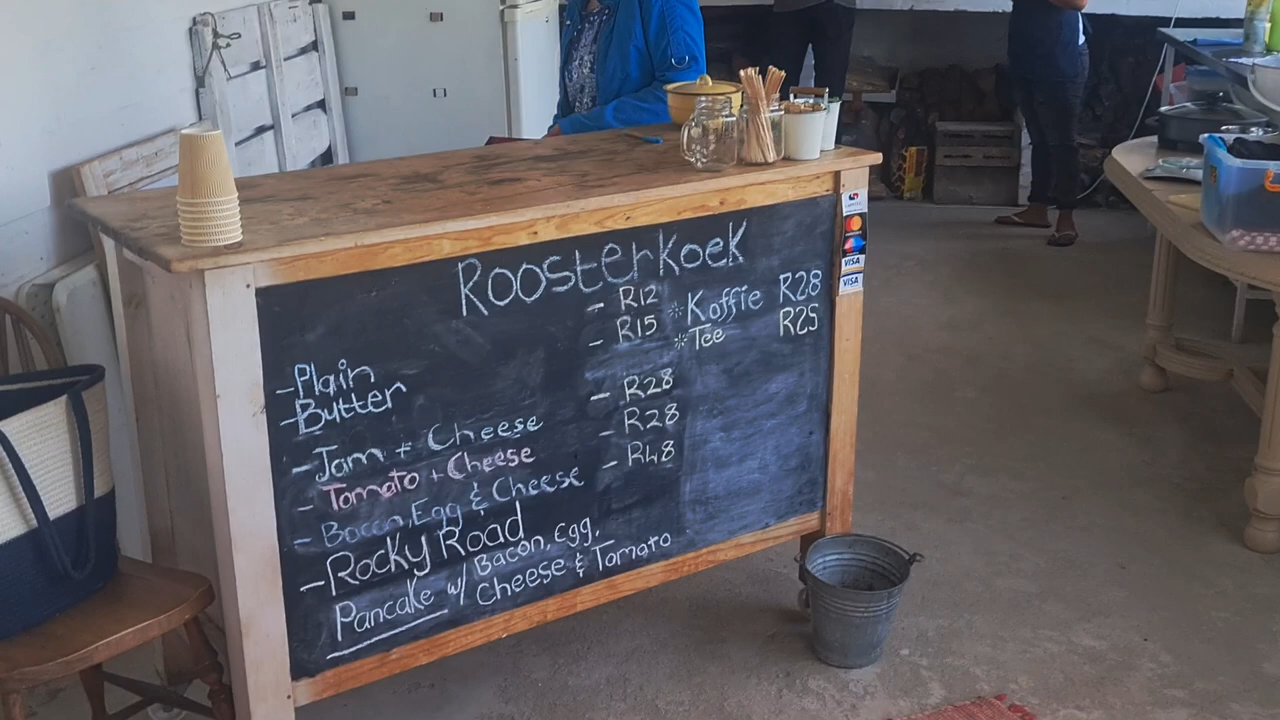 Roosterkoek
- Plain - R12
- Butter - R15
- Jam + Cheese - R28
- Tomato + Cheese - R28
- Bacon, Egg & Cheese - R48
- Rocky Road
Pancake w/ Bacon, egg,
Cheese & Tomato
* Koffie R28
* Tee R25
VISA
VISA